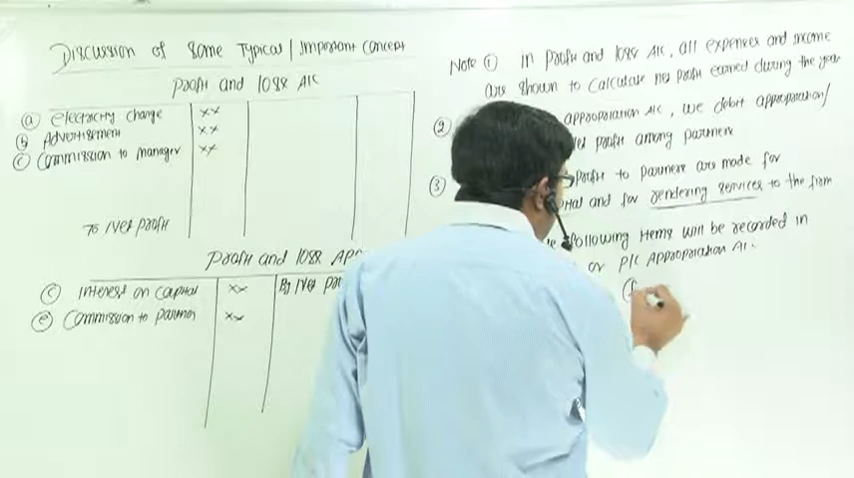 Discussion of Some Typical / Important Concept
Profit and loss A/C
(a) Electricity change xx
(b) Advertisement xx
(c) Commission to manager xx
To Net profit
Profit and loss APP
(c) Interest on capital xx By Net pro
(e) Commission to partner xx
Note (1) In Profit and loss A/C, all expenses and income
are shown to calculate net profit earned during the year
(2) appropriation A/C, we debit appropriation/
profit among partners
(3) profit to partners are made for
and for rendering services to the firm
following items will be recorded in
or P/L Appropriation A/C.